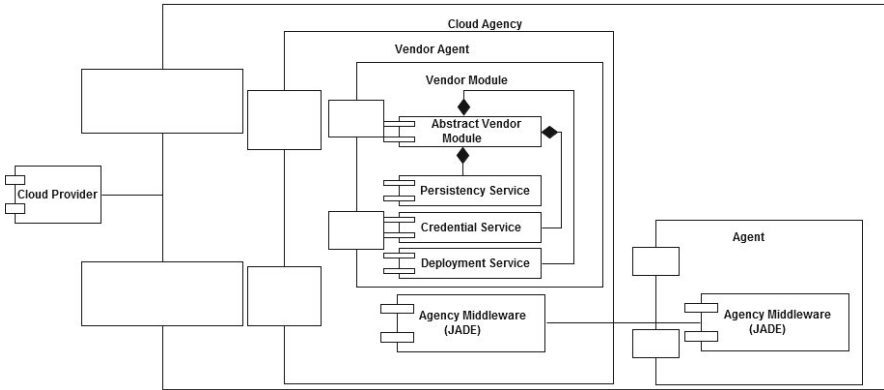 Cloud Agency
Vendor Agent
Vendor Module
Abstract Vendor
Module
Persistency Service
Cloud Provider
Credential Service
Agent
Deployment Service
Agency Middleware
(JADE)
Agency Middleware
(JADE)